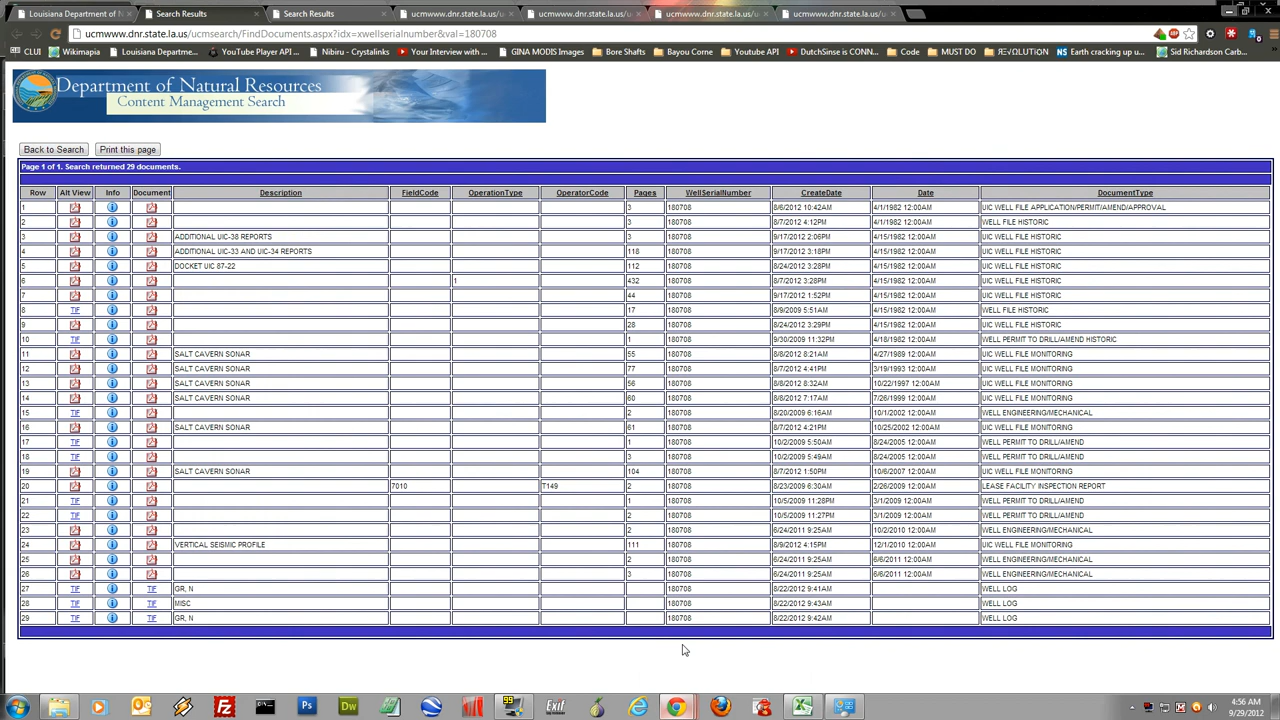 Louisiana Department of N
Search Results
Search Results
ucmwww.dnr.state.la.us/uc
ucmwww.dnr.state.la.us/uc
ucmwww.dnr.state.la.us/uc
ucmwww.dnr.state.la.us/uc
ucmwww.dnr.state.la.us/ucmsearch/FindDocuments.aspx?idx=xwellserialnumber&val=180708
CLUI Wikimapia Louisiana Departme... YouTube Player API ... Nibiru - Crystalinks Your Interview with ... GINA MODIS Images Bore Shafts Bayou Corne Youtube API DutchSinse is CONN... Code MUST DO Earth cracking up u... Sid Richardson Carb...
Department of Natural Resources
Content Management Search
Back to Search Print this page
Page 1 of 1. Search returned 29 documents.
Row Alt View Info Document Description FieldCode OperationType OperatorCode Pages WellSerialNumber CreateDate Date DocumentType
1 3 180708 8/6/2012 10:42AM 4/1/1982 12:00AM UIC WELL FILE APPLICATION/PERMIT/AMEND/APPROVAL
2 3 180708 8/7/2012 4:12PM 4/1/1982 12:00AM WELL FILE HISTORIC
3 ADDITIONAL UIC-38 REPORTS 3 180708 9/17/2012 2:06PM 4/15/1982 12:00AM UIC WELL FILE HISTORIC
4 ADDITIONAL UIC-33 AND UIC-34 REPORTS 118 180708 9/17/2012 3:18PM 4/15/1982 12:00AM UIC WELL FILE HISTORIC
5 DOCKET UIC 87-22 112 180708 8/24/2012 3:28PM 4/15/1982 12:00AM UIC WELL FILE HISTORIC
6 1 432 180708 8/7/2012 3:28PM 4/15/1982 12:00AM UIC WELL FILE HISTORIC
7 44 180708 9/17/2012 1:52PM 4/15/1982 12:00AM UIC WELL FILE HISTORIC
8 TIF 17 180708 8/9/2009 5:51AM 4/15/1982 12:00AM WELL FILE HISTORIC
9 28 180708 8/24/2012 3:29PM 4/15/1982 12:00AM UIC WELL FILE HISTORIC
10 TIF 1 180708 9/30/2009 11:32PM 4/18/1982 12:00AM WELL PERMIT TO DRILL/AMEND HISTORIC
11 SALT CAVERN SONAR 55 180708 8/8/2012 8:21AM 4/27/1989 12:00AM UIC WELL FILE MONITORING
12 SALT CAVERN SONAR 77 180708 8/7/2012 4:41PM 3/19/1993 12:00AM UIC WELL FILE MONITORING
13 SALT CAVERN SONAR 56 180708 8/8/2012 8:32AM 10/22/1997 12:00AM UIC WELL FILE MONITORING
14 SALT CAVERN SONAR 60 180708 8/8/2012 7:17AM 7/26/1999 12:00AM UIC WELL FILE MONITORING
15 TIF 2 180708 8/20/2009 6:16AM 10/1/2002 12:00AM WELL ENGINEERING/MECHANICAL
16 SALT CAVERN SONAR 61 180708 8/7/2012 4:21PM 10/25/2002 12:00AM UIC WELL FILE MONITORING
17 TIF 1 180708 10/2/2009 5:50AM 8/24/2005 12:00AM WELL PERMIT TO DRILL/AMEND
18 TIF 3 180708 10/2/2009 5:49AM 8/24/2005 12:00AM WELL PERMIT TO DRILL/AMEND
19 SALT CAVERN SONAR 104 180708 8/7/2012 1:50PM 10/6/2007 12:00AM UIC WELL FILE MONITORING
20 7010 T149 2 180708 8/23/2009 6:30AM 2/26/2009 12:00AM LEASE FACILITY INSPECTION REPORT
21 TIF 1 180708 10/5/2009 11:28PM 3/1/2009 12:00AM WELL PERMIT TO DRILL/AMEND
22 TIF 2 180708 10/5/2009 11:27PM 3/1/2009 12:00AM WELL PERMIT TO DRILL/AMEND
23 2 180708 6/24/2011 9:25AM 10/2/2010 12:00AM WELL ENGINEERING/MECHANICAL
24 VERTICAL SEISMIC PROFILE 111 180708 8/9/2012 4:15PM 12/1/2010 12:00AM UIC WELL FILE MONITORING
25 2 180708 6/24/2011 9:25AM 6/6/2011 12:00AM WELL ENGINEERING/MECHANICAL
26 3 180708 6/24/2011 9:25AM 6/6/2011 12:00AM WELL ENGINEERING/MECHANICAL
27 TIF TIF GR, N 180708 8/22/2012 9:41AM WELL LOG
28 TIF TIF MISC 180708 8/22/2012 9:43AM WELL LOG
29 TIF TIF GR, N 180708 8/22/2012 9:42AM WELL LOG
4:56 AM
9/29/2012